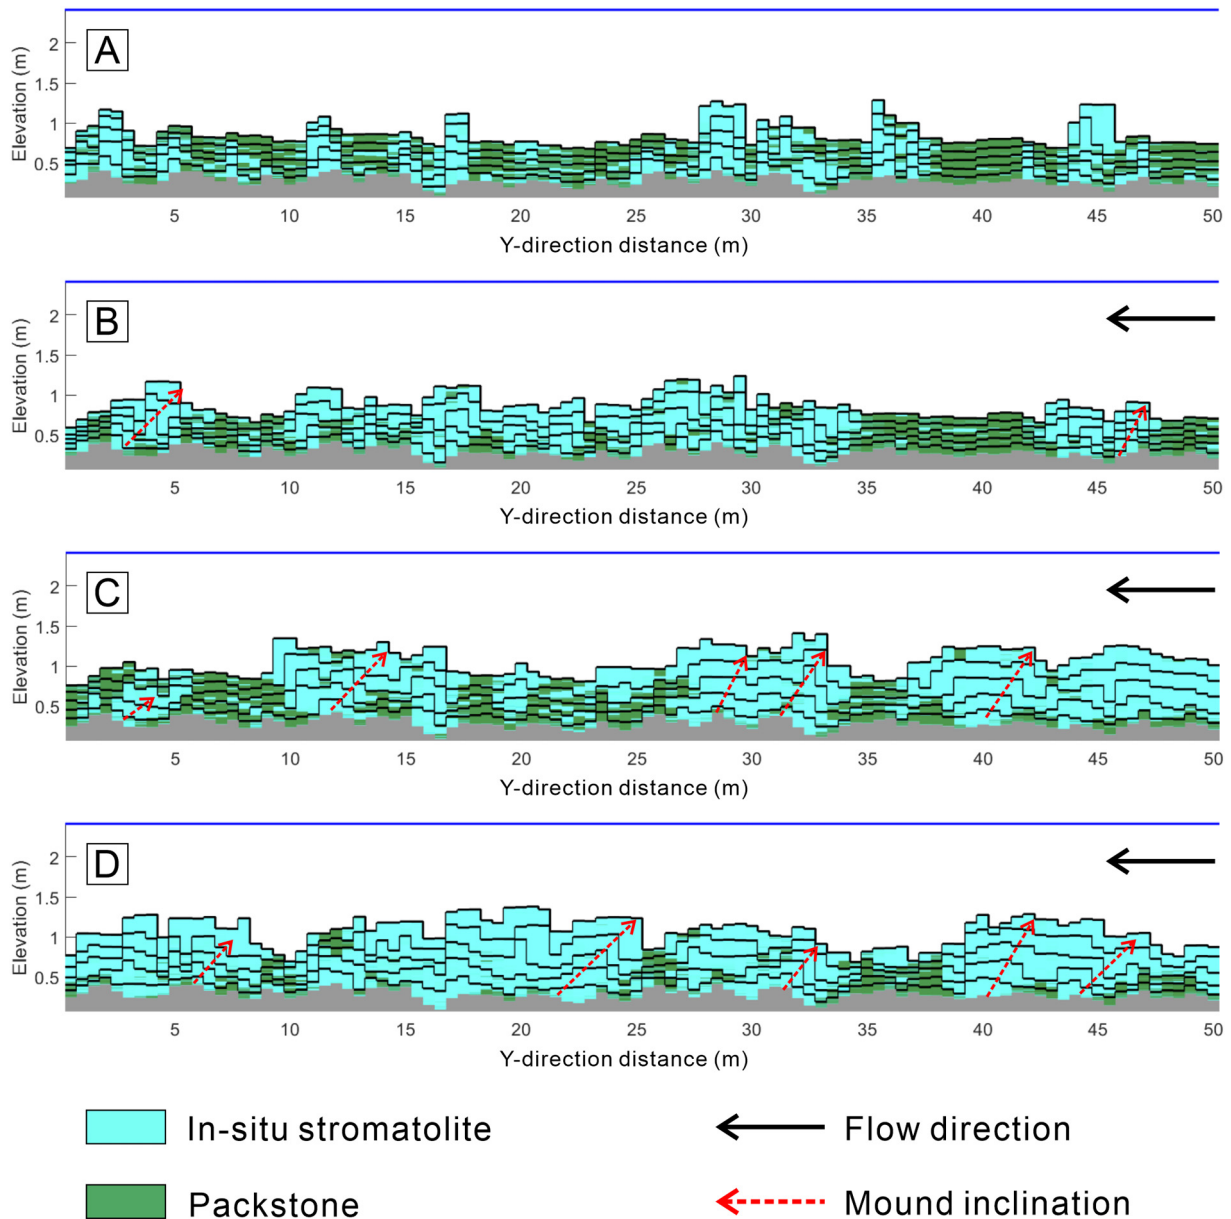 A
Elevation (m)
2
1.5
1
0.5
5 10 15 20 25 30 35 40 45 50
Y-direction distance (m)
B
Elevation (m)
2
1.5
1
0.5
5 10 15 20 25 30 35 40 45 50
Y-direction distance (m)
C
Elevation (m)
2
1.5
1
0.5
5 10 15 20 25 30 35 40 45 50
Y-direction distance (m)
D
Elevation (m)
2
1.5
1
0.5
5 10 15 20 25 30 35 40 45 50
Y-direction distance (m)
In-situ stromatolite
Flow direction
Packstone
Mound inclination